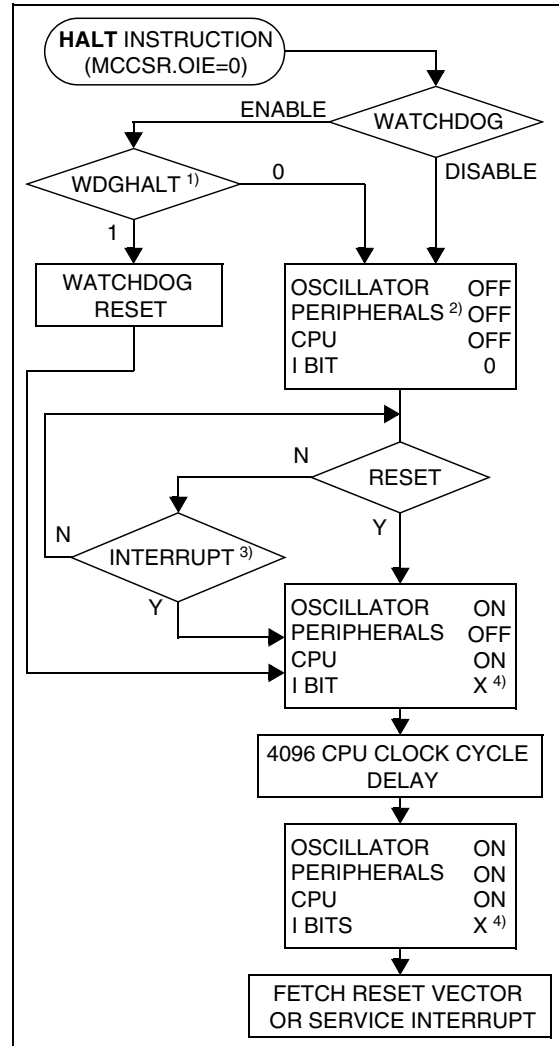 HALT INSTRUCTION
(MCCSR.OIE=0)
ENABLE
WATCHDOG
WDGHALT 1)
0
DISABLE
1
WATCHDOG
RESET
OSCILLATOR OFF
PERIPHERALS 2) OFF
CPU OFF
I BIT 0
N
RESET
N
Y
INTERRUPT 3)
Y
OSCILLATOR ON
PERIPHERALS OFF
CPU ON
I BIT X 4)
4096 CPU CLOCK CYCLE
DELAY
OSCILLATOR ON
PERIPHERALS ON
CPU ON
I BITS X 4)
FETCH RESET VECTOR
OR SERVICE INTERRUPT